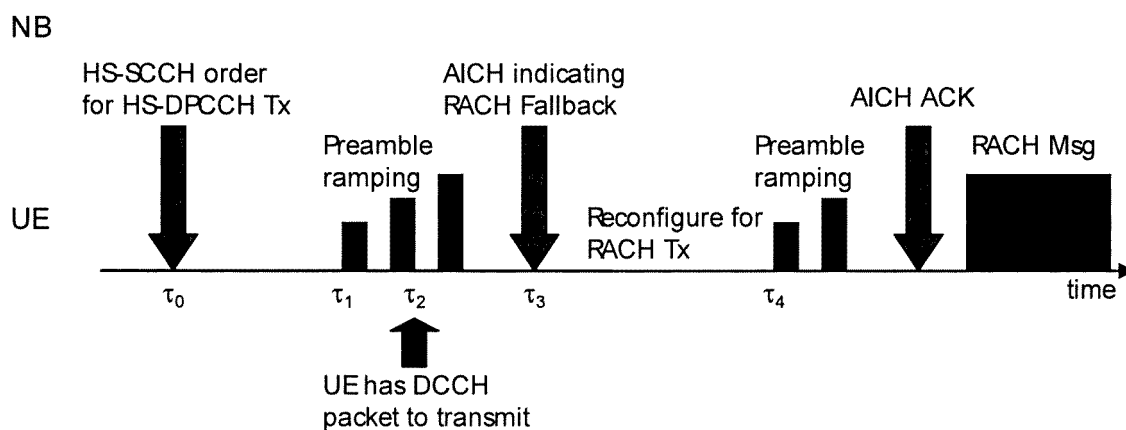 NB
HS-SCCH order
for HS-DPCCH Tx
AICH indicating
RACH Fallback
AICH ACK
Preamble
ramping
Preamble
ramping
RACH Msg
UE
Reconfigure for
RACH Tx
τ0
τ1
τ2
τ3
τ4
time
UE has DCCH
packet to transmit